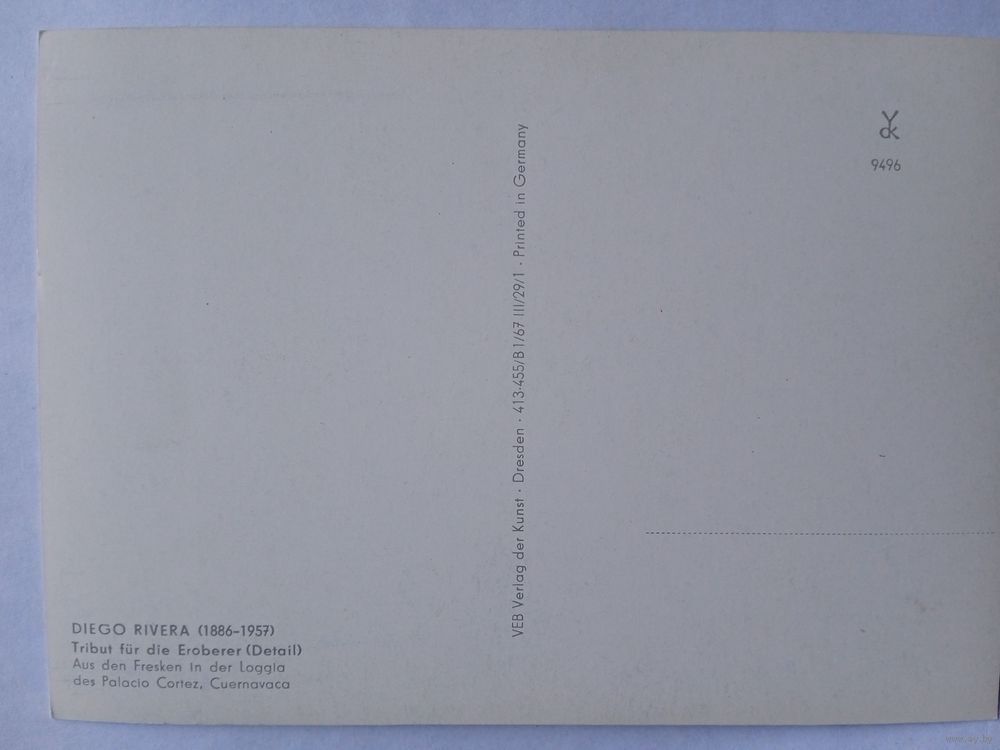 DIEGO RIVERA (1886–1957)
Tribut für die Eroberer (Detail)
Aus den Fresken in der Loggia
des Palacio Cortez, Cuernavaca
VEB Verlag der Kunst · Dresden · 413-455/B 1/67 III/29/1 · Printed in Germany
9496